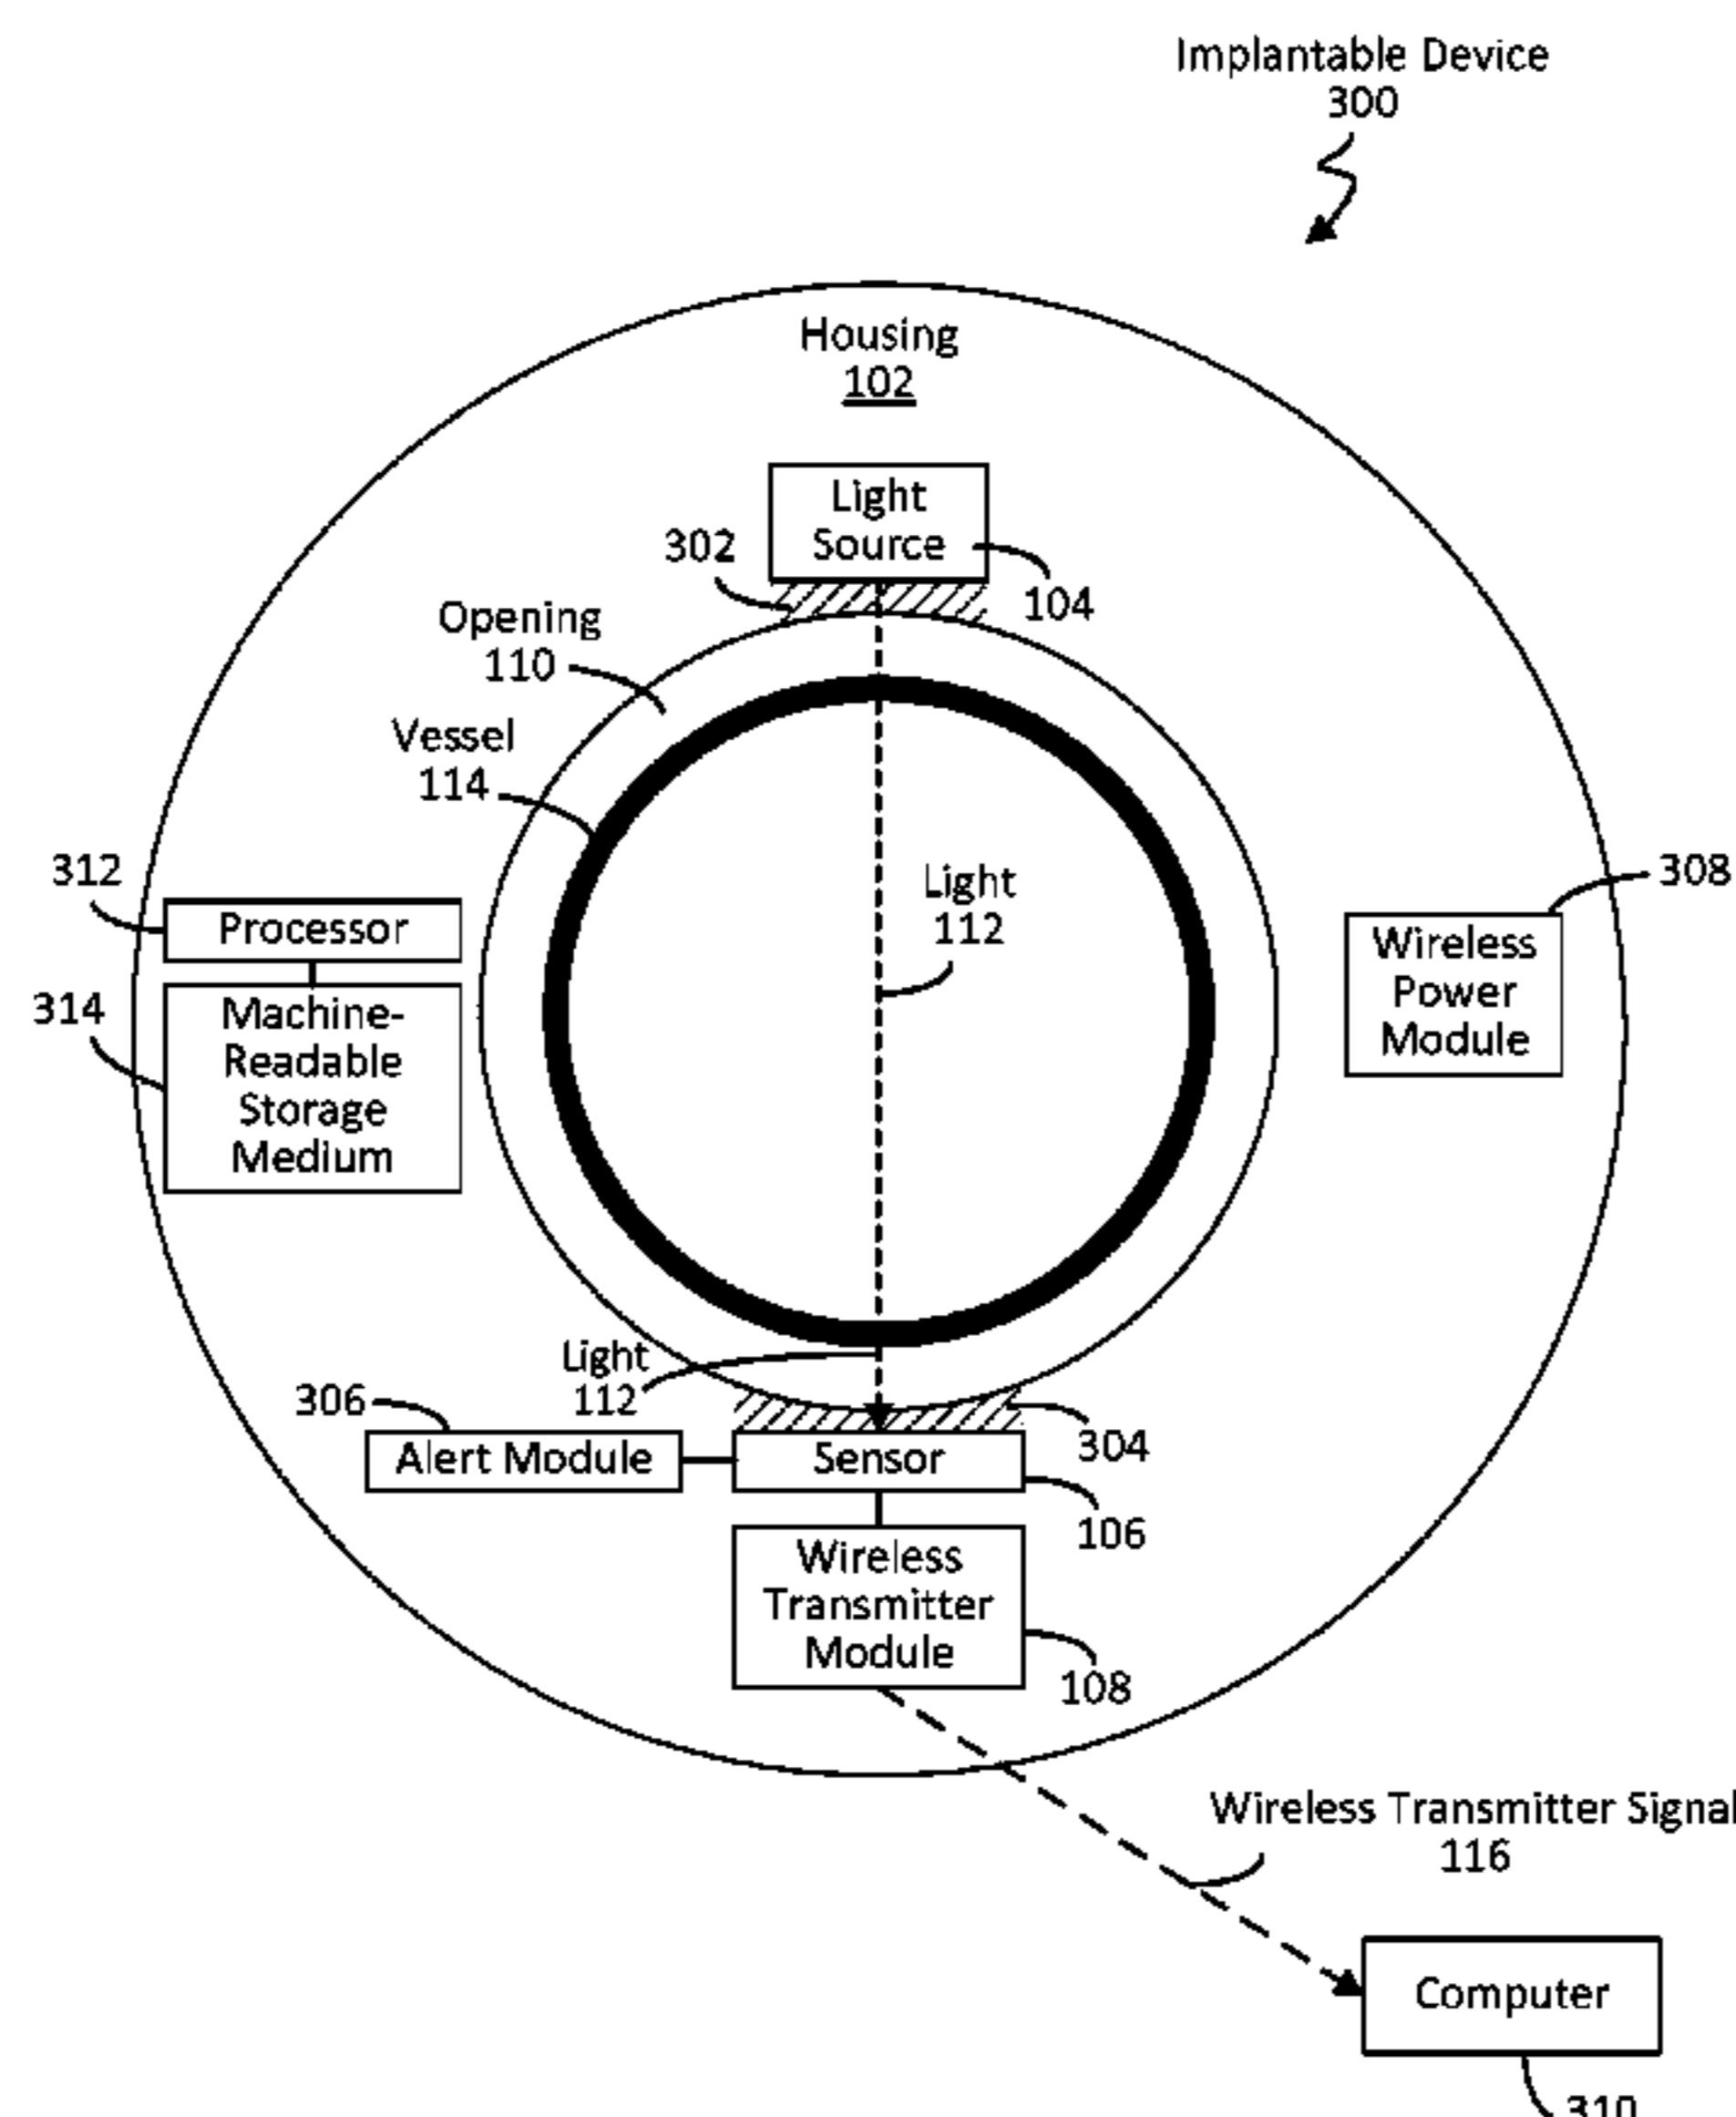 Implantable Device
300
Housing
102
Light
Source
302
104
Opening
110
Vessel
114
Light
112
312
308
Processor
Wireless
Power
Module
314
Machine-
Readable
Storage
Medium
Light
112
306
304
Alert Module
Sensor
106
Wireless
Transmitter
Module
108
Wireless Transmitter Signal
116
Computer
310